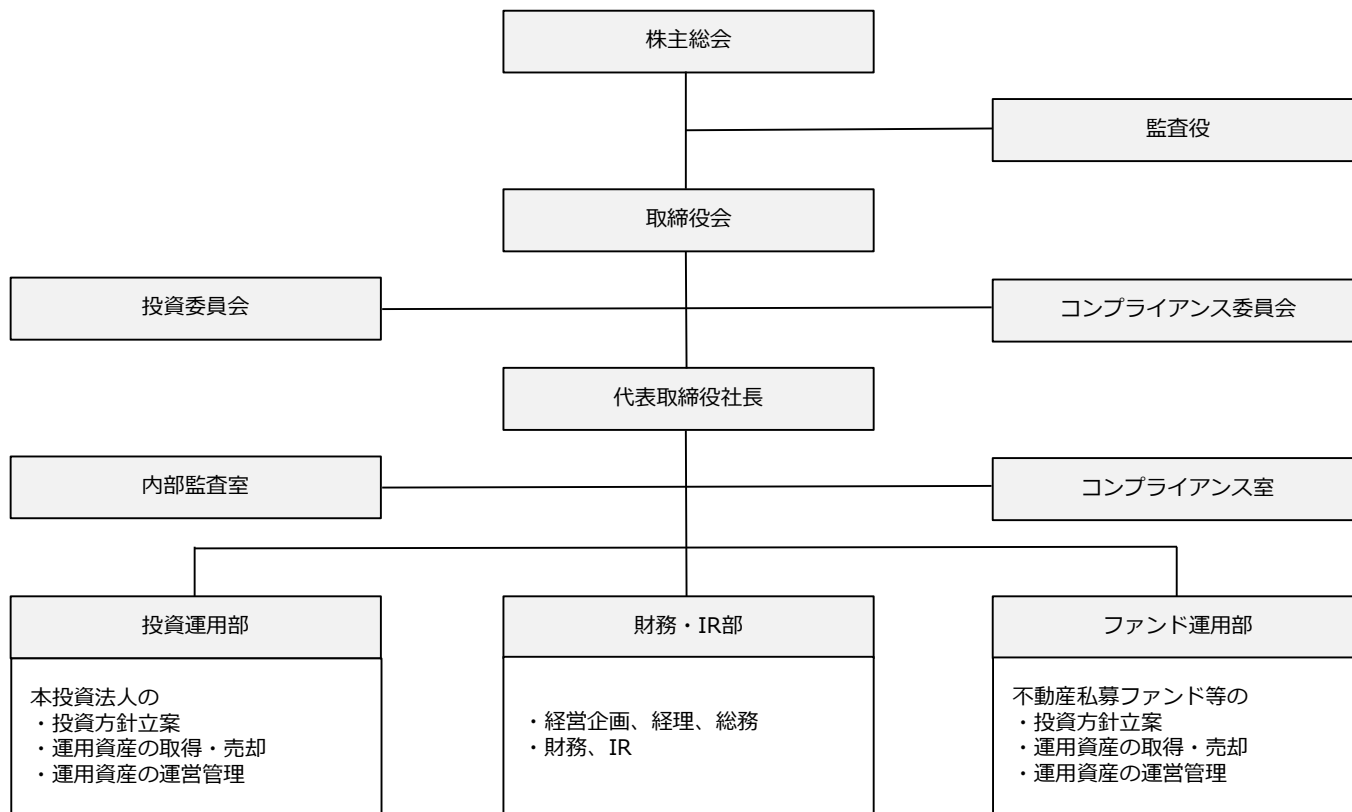 株主総会
監査役
取締役会
投資委員会
コンプライアンス委員会
代表取締役社長
内部監査室
コンプライアンス室
投資運用部
本投資法人の
・投資方針立案
・運用資産の取得・売却
・運用資産の運営管理
財務・IR部
・経営企画、経理、総務
・財務、IR
ファンド運用部
不動産私募ファンド等の
・投資方針立案
・運用資産の取得・売却
・運用資産の運営管理